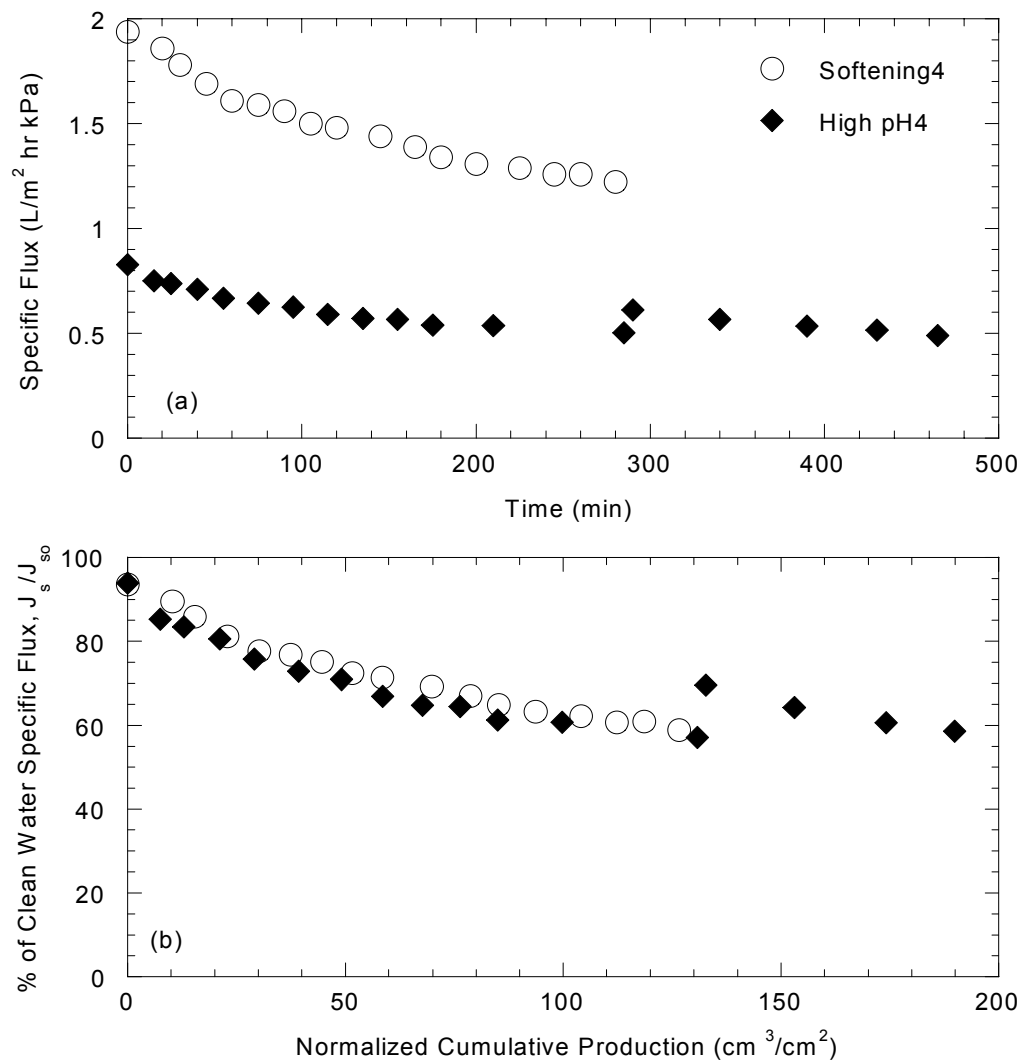 2
1.5
1
0.5
0
Specific Flux (L/m² hr kPa)
Softening4
High pH4
(a)
0 100 200 300 400 500
Time (min)
100
80
60
40
20
0
% of Clean Water Specific Flux, J_s/J_so
(b)
0 50 100 150 200
Normalized Cumulative Production (cm³/cm²)